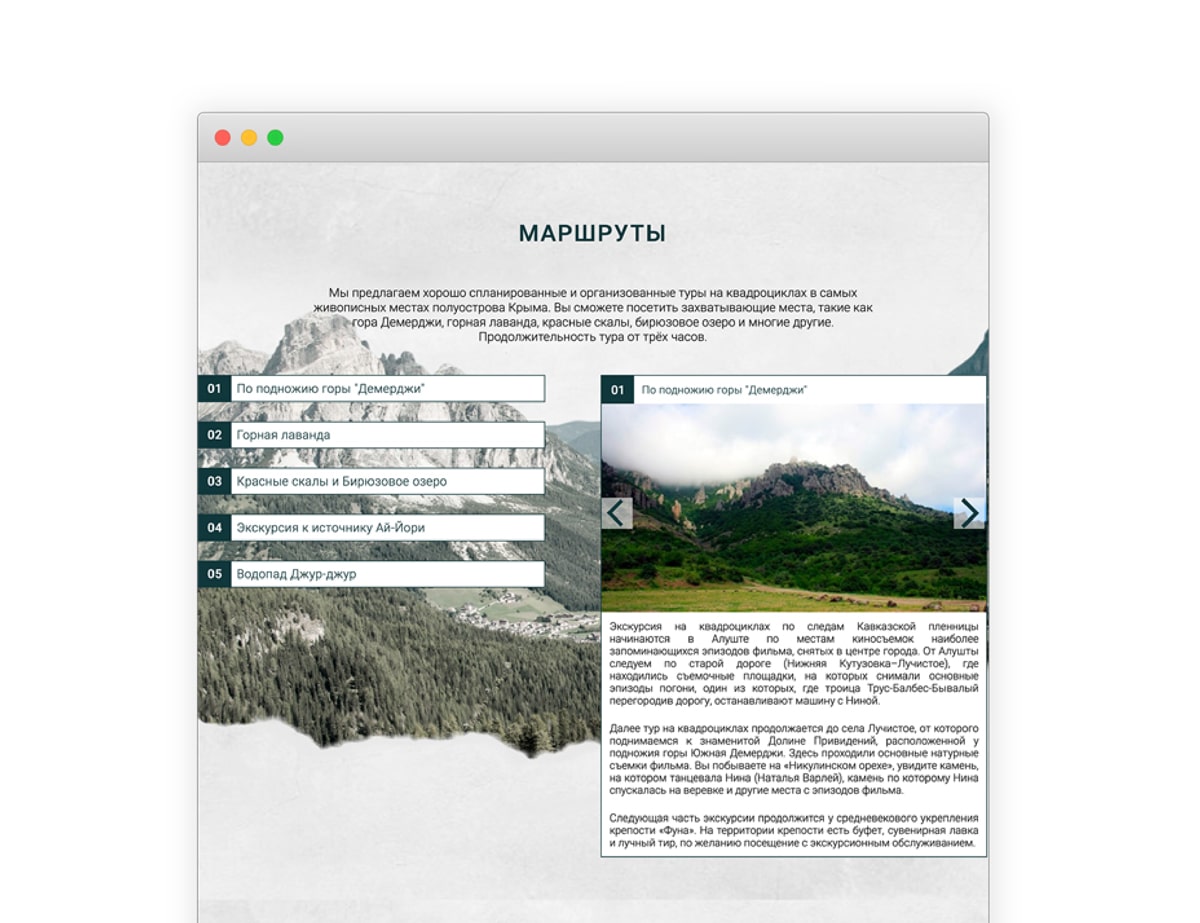 МАРШРУТЫ
Мы предлагаем хорошо спланированные и организованные туры на квадроциклах в самых
живописных местах полуострова Крыма. Вы сможете посетить захватывающие места, такие как
гора Демерджи, горная лаванда, красные скалы, бирюзовое озеро и многие другие.
Продолжительность тура от трёх часов.
01 По подножию горы "Демерджи"
02 Горная лаванда
03 Красные скалы и Бирюзовое озеро
04 Экскурсия к источнику Ай-Йори
05 Водопад Джур-джур
01 По подножию горы "Демерджи"
Экскурсия на квадроциклах по следам Кавказской пленницы
начинаются в Алуште по местам киносъемок наиболее
запоминающихся эпизодов фильма, снятых в центре города. От Алушты
следуем по старой дороге (Нижняя Кутузовка–Лучистое), где
находились съемочные площадки, на которых снимали основные
эпизоды погони, один из которых, где троица Трус-Балбес-Бывалый
перегородив дорогу, останавливают машину с Ниной.
Далее тур на квадроциклах продолжается до села Лучистое, от которого
поднимаемся к знаменитой Долине Привидений, расположенной у
подножия горы Южная Демерджи. Здесь проходили основные натурные
съемки фильма. Вы побываете на «Никулинском орехе», увидите камень,
на котором танцевала Нина (Наталья Варлей), камень по которому Нина
спускалась на веревке и другие места с эпизодов фильма.
Следующая часть экскурсии продолжится у средневекового укрепления
крепости «Фуна». На территории крепости есть буфет, сувенирная лавка
и лучный тир, по желанию посещение с экскурсионным обслуживанием.